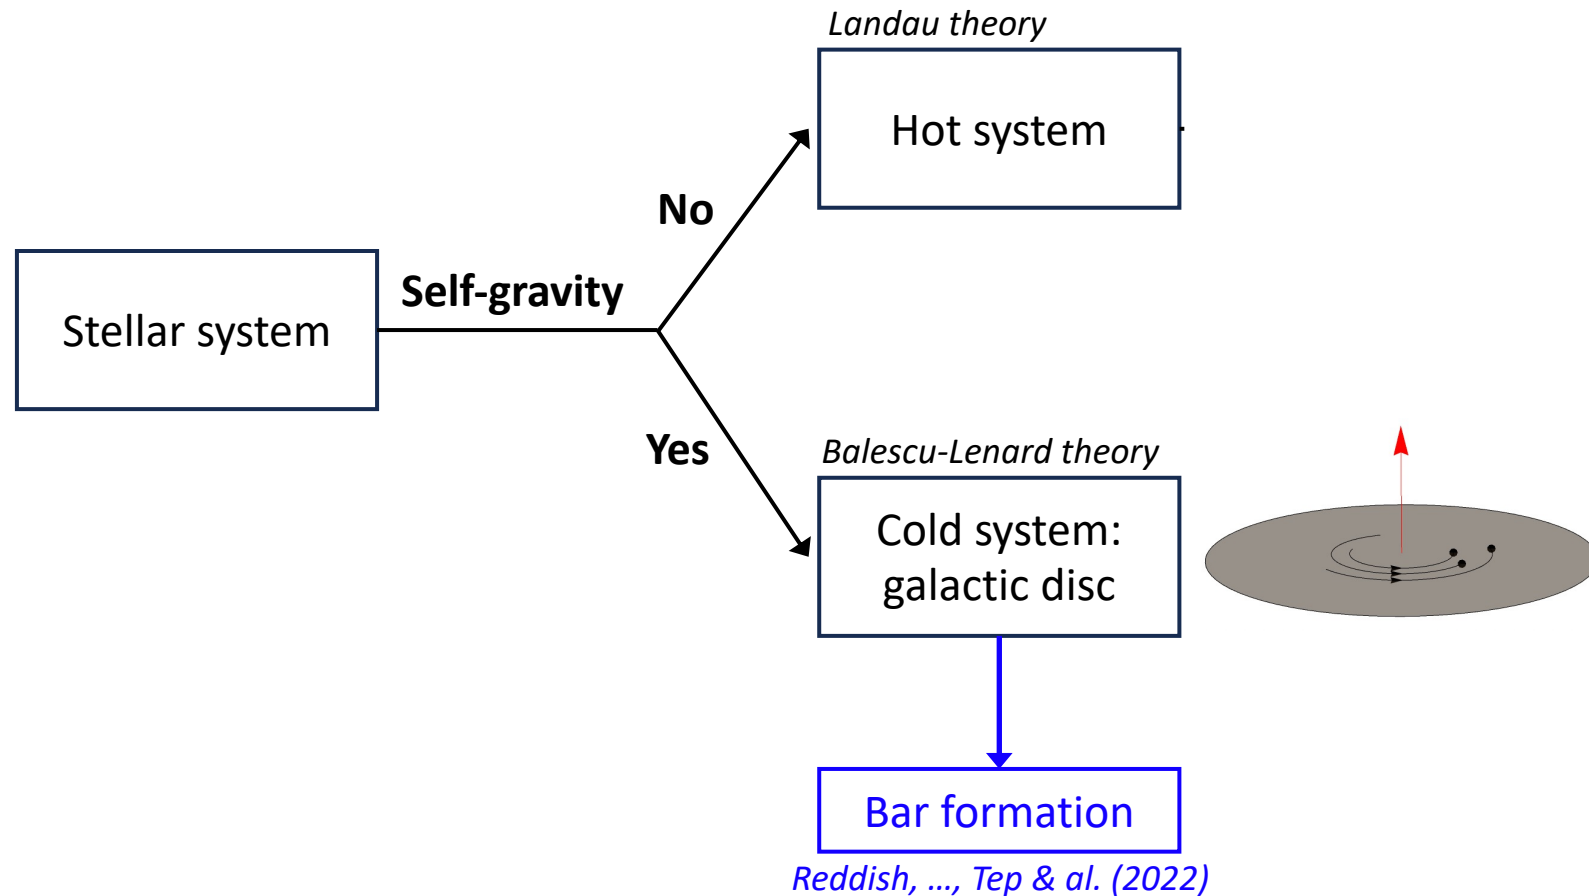 Landau theory
Hot system
No
Self-gravity
Stellar system
Yes
Balescu-Lenard theory
Cold system:
galactic disc
Bar formation
Reddish, ..., Tep & al. (2022)